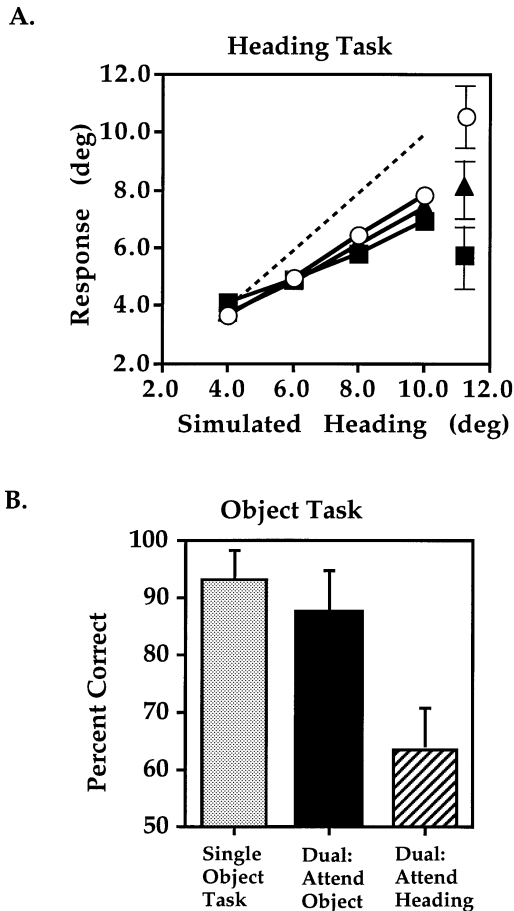 A.
Heading Task
Response (deg)
12.0
10.0
8.0
6.0
4.0
2.0
2.0 4.0 6.0 8.0 10.0 12.0
Simulated Heading (deg)
B.
Object Task
Percent Correct
100
90
80
70
60
50
Single Dual: Dual:
Object Attend Attend
Task Object Heading